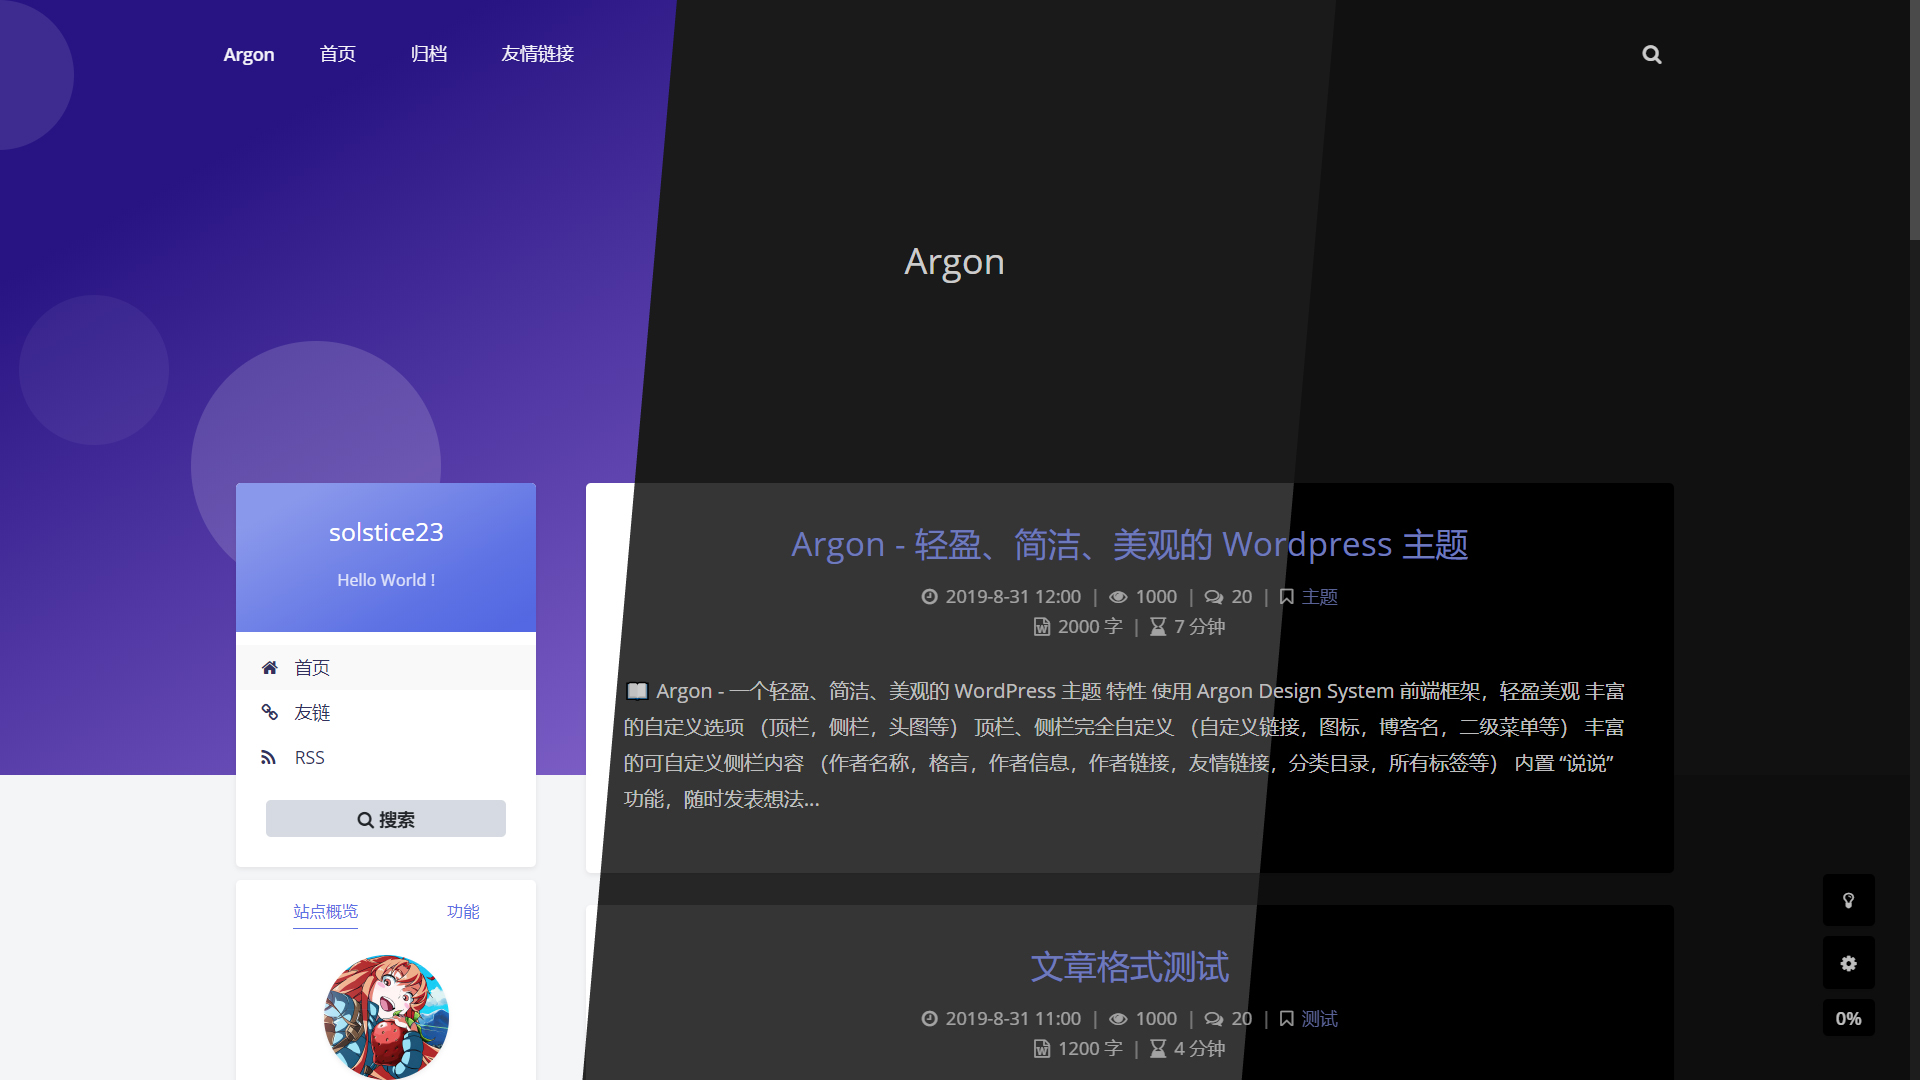 Argon 首页 归档 友情链接
Argon
solstice23
Hello World !
首页
友链
RSS
搜索
站点概览 功能
Argon - 轻盈、简洁、美观的 Wordpress 主题
2019-8-31 12:00 | 1000 | 20 | 主题
2000 字 | 7 分钟
Argon - 一个轻盈、简洁、美观的 WordPress 主题 特性 使用 Argon Design System 前端框架，轻盈美观 丰富
的自定义选项 （顶栏，侧栏，头图等） 顶栏、侧栏完全自定义 （自定义链接，图标，博客名，二级菜单等） 丰富
的可自定义侧栏内容 （作者名称，格言，作者信息，作者链接，友情链接，分类目录，所有标签等） 内置 “说说”
功能，随时发表想法...
文章格式测试
2019-8-31 11:00 | 1000 | 20 | 测试
1200 字 | 4 分钟
0%